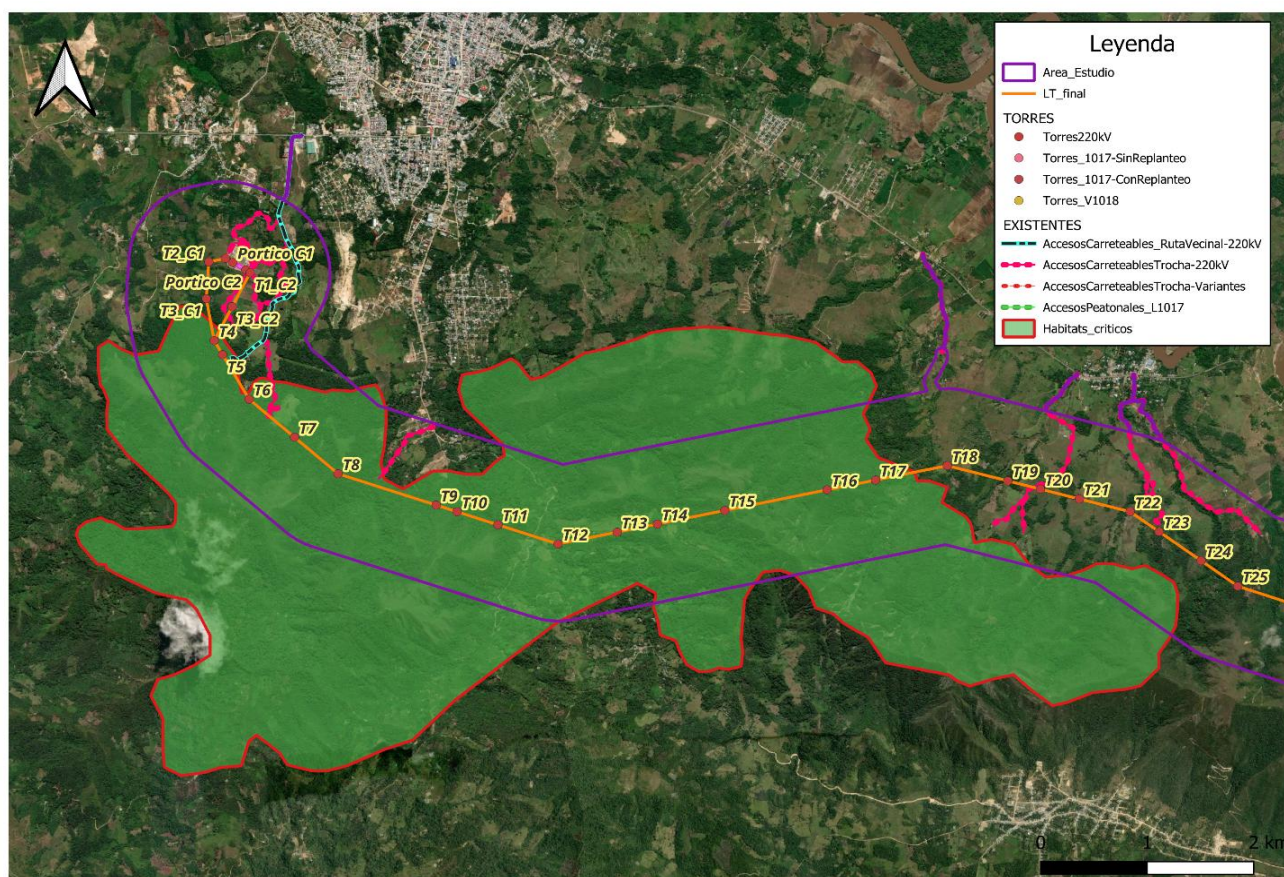 Leyenda
Area_Estudio
LT_final
TORRES
Torres220kV
Torres_1017-SinReplanteo
Torres_1017-ConReplanteo
Torres_V1018
EXISTENTES
AccesosCarreteables_RutaVecinal-220kV
AccesosCarreteablesTrocha-220kV
AccesosCarreteablesTrocha-Variantes
AccesosPeatonales_L1017
Habitats_criticos
T2_C1
Portico C1
Portico C2
T1_C2
T3_C1
T3_C2
T4
T5
T6
T7
T8
T9
T10
T11
T12
T13
T14
T15
T16
T17
T18
T19
T20
T21
T22
T23
T24
T25
0
1
2 km